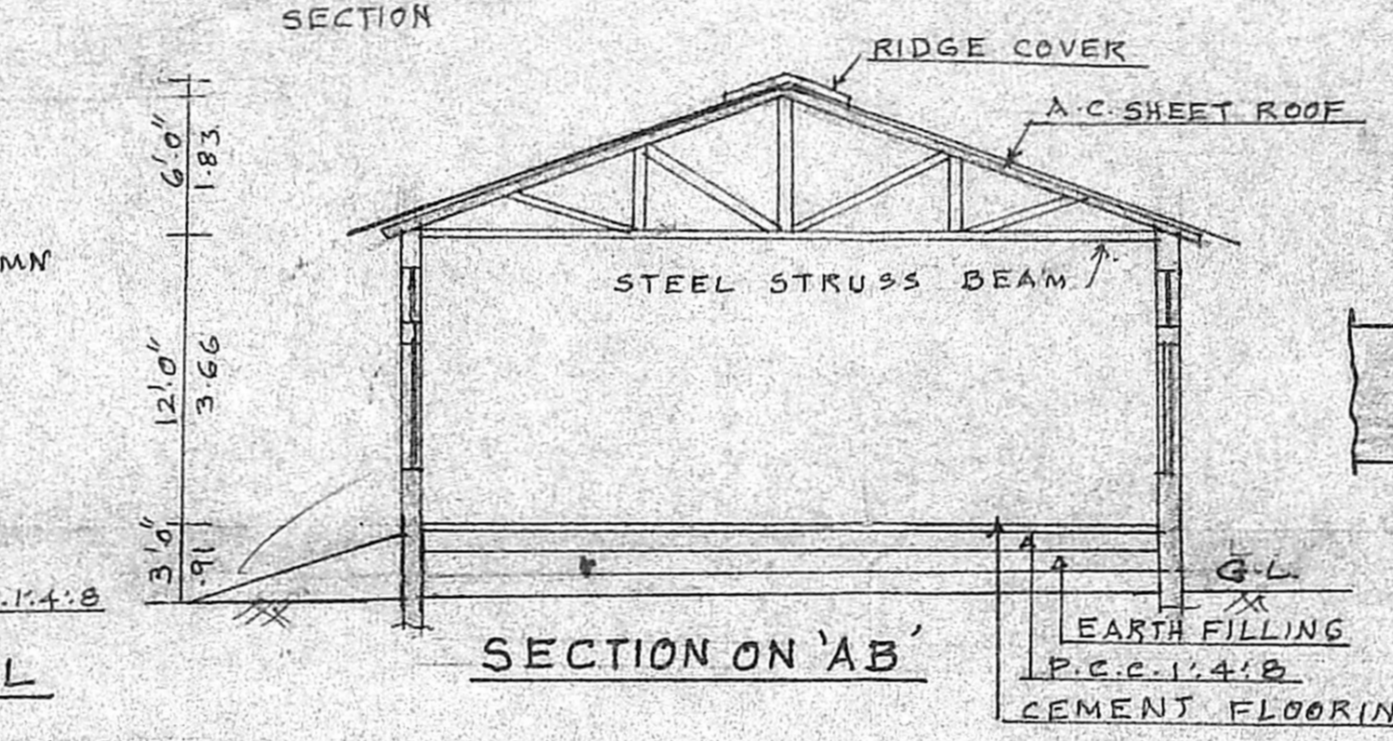 SECTION
RIDGE COVER
A.C. SHEET ROOF
6'.0"
1.83
MN
STEEL STRUSS BEAM
12'.0"
3.66
3'.0"
.91
G.L.
.1:4:8
EARTH FILLING
SECTION ON 'AB'
P.C.C. 1:4:8
L
CEMENT FLOORIN